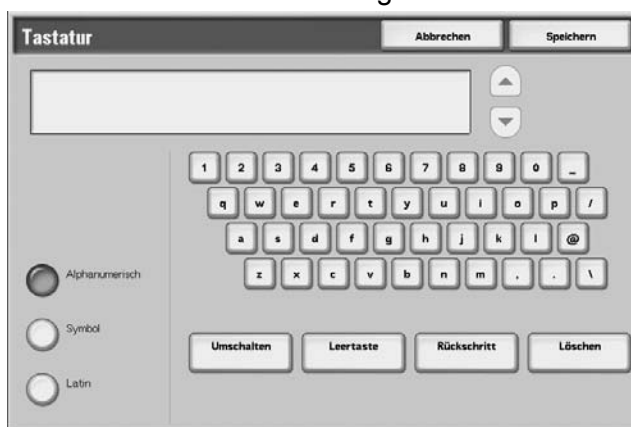 Tastatur Abbrechen Speichern
1 2 3 4 5 6 7 8 9 0 _
q w e r t y u i o p /
a s d f g h j k l @
z x c v b n m , . \
Alphanumerisch
Symbol
Latin
Umschalten Leertaste Rückschritt Löschen